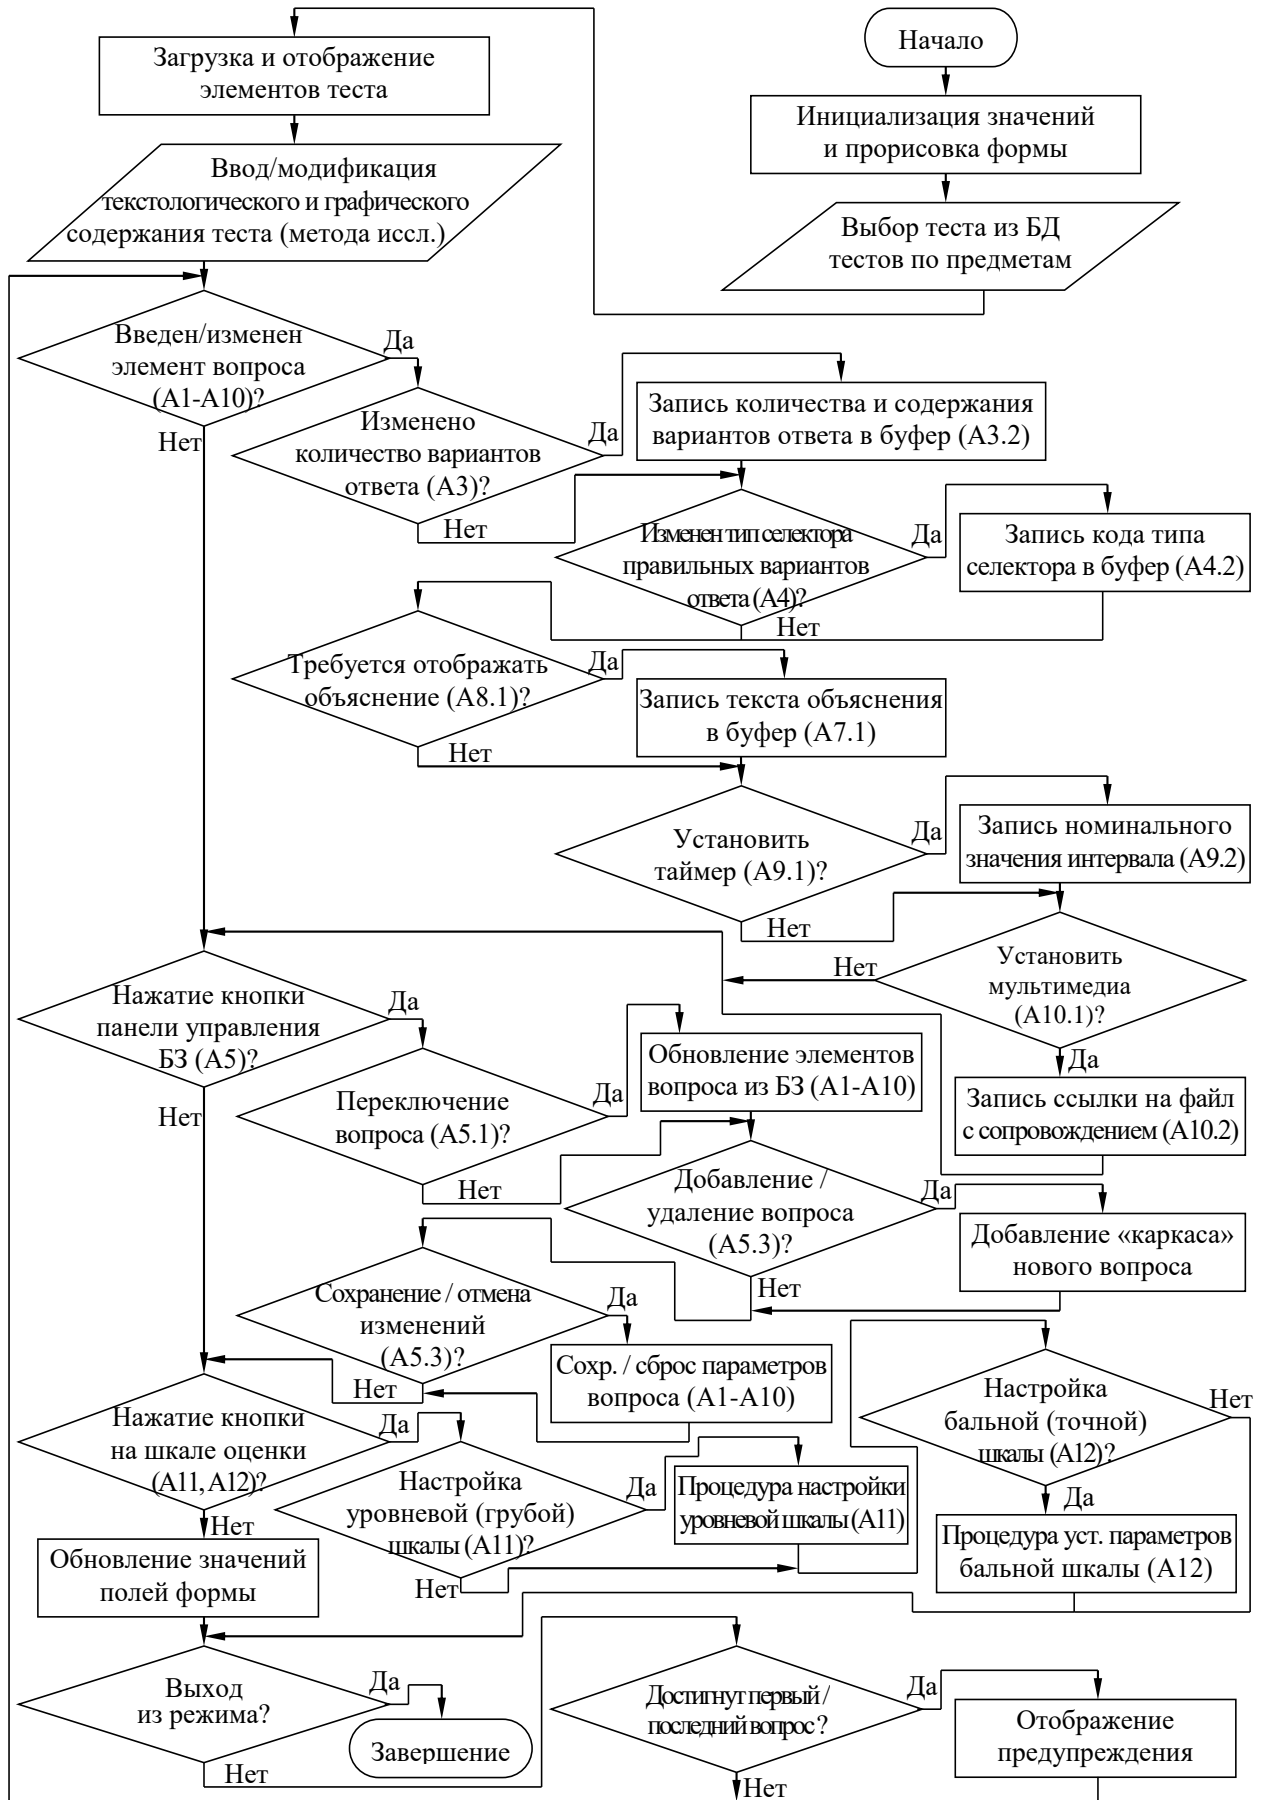 Начало
Инициализация значений
и прорисовка формы
Выбор теста из БД
тестов по предметам
Загрузка и отображение
элементов теста
Ввод/модификация
текстологического и графического
содержания теста (метода иссл.)
Введен/изменен
элемент вопроса
(А1-А10)?
Да
Нет
Изменено
количество вариантов
ответа (А3)?
Да
Нет
Запись количества и содержания
вариантов ответа в буфер (А3.2)
Изменен тип селектора
правильных вариантов
ответа (А4)?
Да
Нет
Запись кода типа
селектора в буфер (А4.2)
Требуется отображать
объяснение (А8.1)?
Да
Нет
Запись текста объяснения
в буфер (А7.1)
Установить
таймер (А9.1)?
Да
Нет
Запись номинального
значения интервала (А9.2)
Установить
мультимедиа
(А10.1)?
Нет
Да
Запись ссылки на файл
с сопровождением (А10.2)
Нажатие кнопки
панели управления
БЗ (А5)?
Да
Нет
Переключение
вопроса (А5.1)?
Да
Нет
Обновление элементов
вопроса из БЗ (А1-А10)
Добавление /
удаление вопроса
(А5.3)?
Да
Нет
Добавление «каркаса»
нового вопроса
Сохранение / отмена
изменений
(А5.3)?
Да
Нет
Сохр. / сброс параметров
вопроса (А1-А10)
Нажатие кнопки
на шкале оценки
(А11, А12)?
Да
Нет
Настройка
уровневой (грубой)
шкалы (А11)?
Да
Нет
Процедура настройки
уровневой шкалы (А11)
Настройка
бальной (точной)
шкалы (А12)?
Нет
Да
Процедура уст. параметров
бальной шкалы (А12)
Обновление значений
полей формы
Выход
из режима?
Да
Нет
Завершение
Достигнут первый /
последний вопрос ?
Да
Нет
Отображение
предупреждения